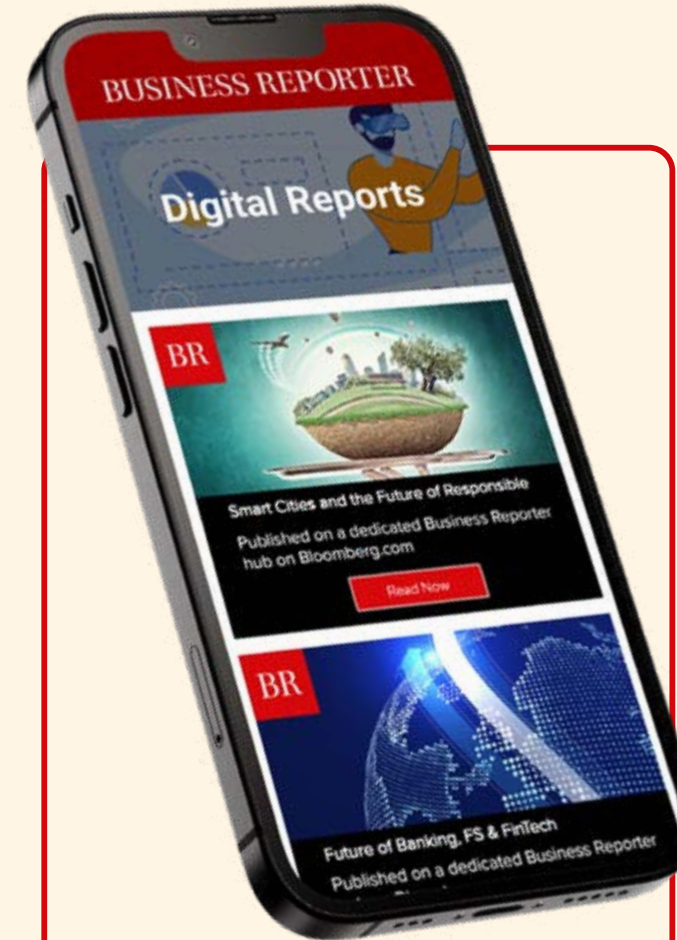 BUSINESS REPORTER
Digital Reports
BR
Smart Cities and the Future of Responsible
Published on a dedicated Business Reporter
hub on Bloomberg.com
Read Now
BR
Future of Banking, FS & FinTech
Published on a dedicated Business Reporter